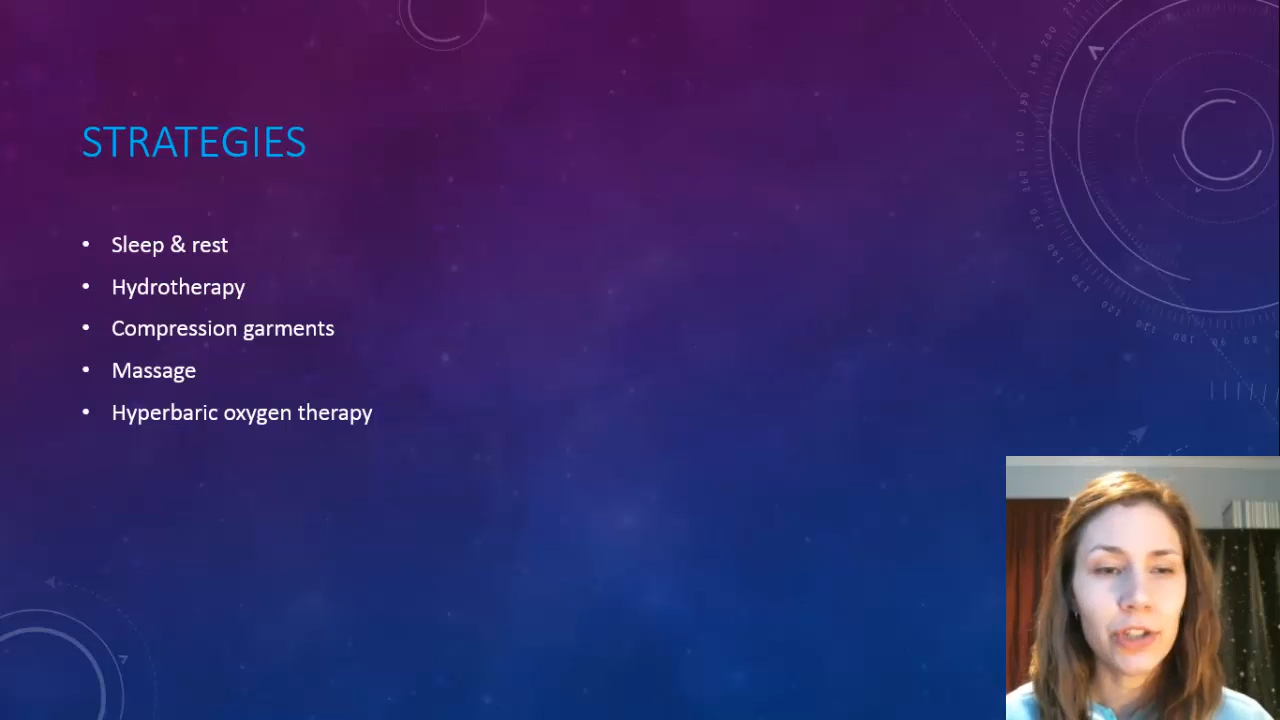 STRATEGIES
• Sleep & rest
• Hydrotherapy
• Compression garments
• Massage
• Hyperbaric oxygen therapy